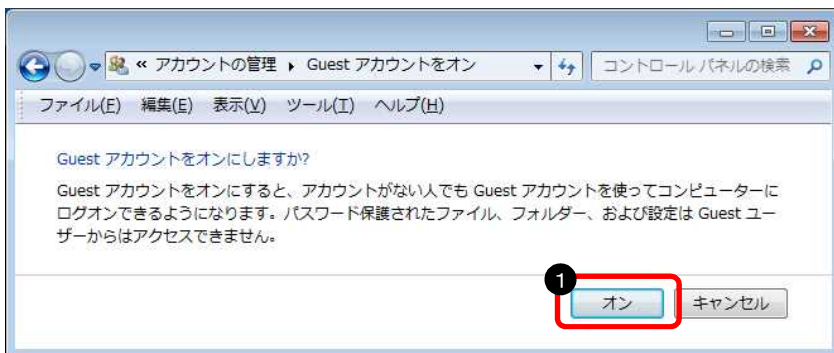 « アカウントの管理 ▸ Guest アカウントをオン
コントロール パネルの検索
ファイル(F) 編集(E) 表示(V) ツール(T) ヘルプ(H)
Guest アカウントをオンにしますか?
Guest アカウントをオンにすると、アカウントがない人でも Guest アカウントを使ってコンピューターに
ログオンできるようになります。パスワード保護されたファイル、フォルダー、および設定は Guest ユー
ザーからはアクセスできません。
1
オン
キャンセル